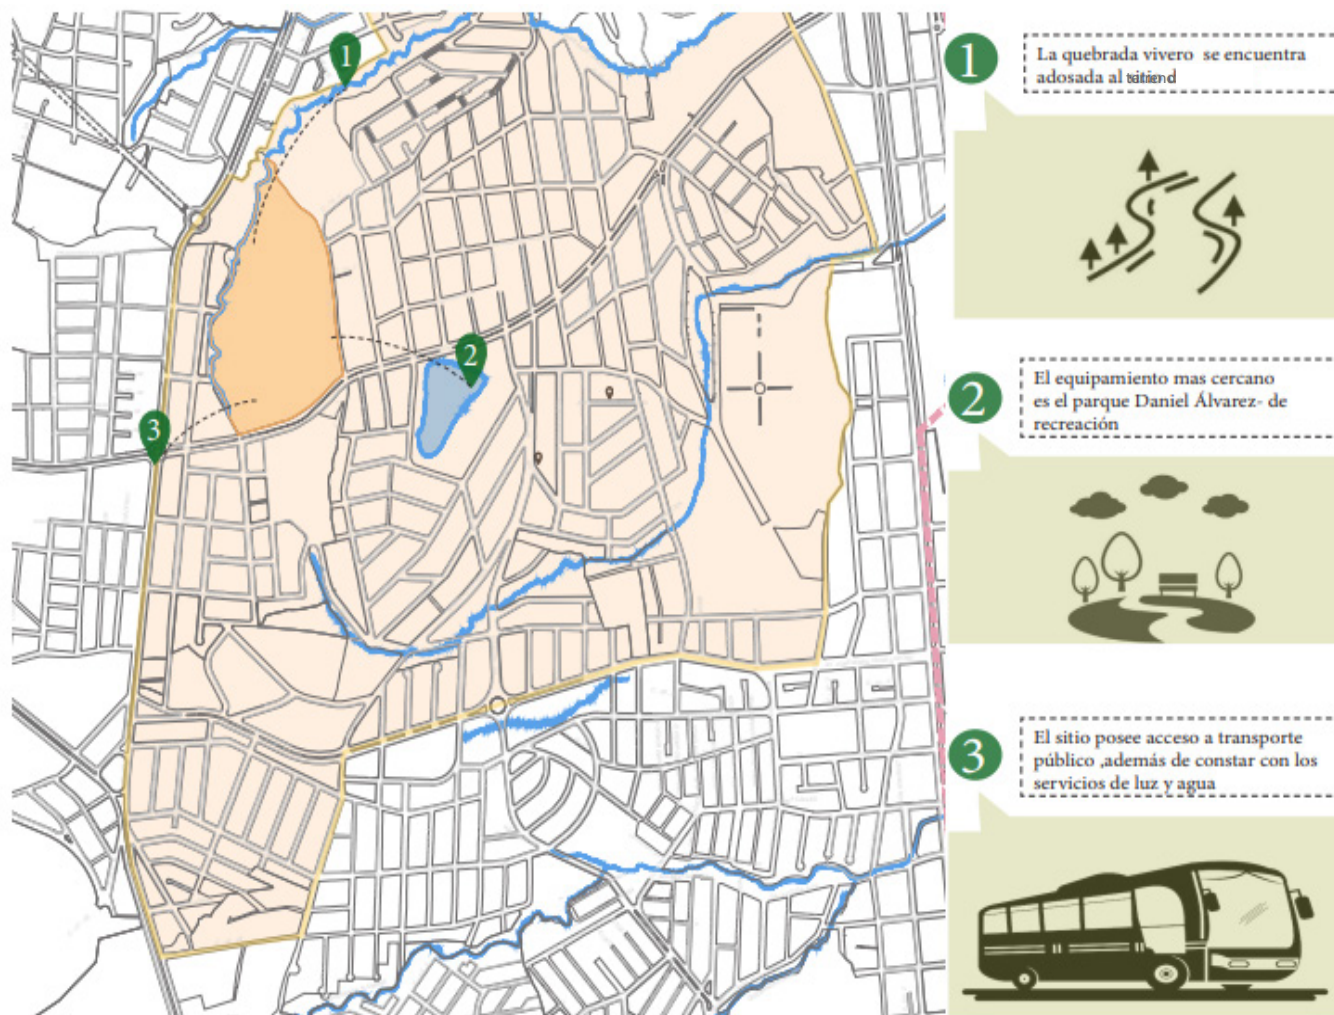 1
2
3
1
La quebrada vivero se encuentra
adosada al
2
El equipamiento mas cercano
es el parque Daniel Álvarez- de
recreación
3
El sitio posee acceso a transporte
público ,además de constar con los
servicios de luz y agua